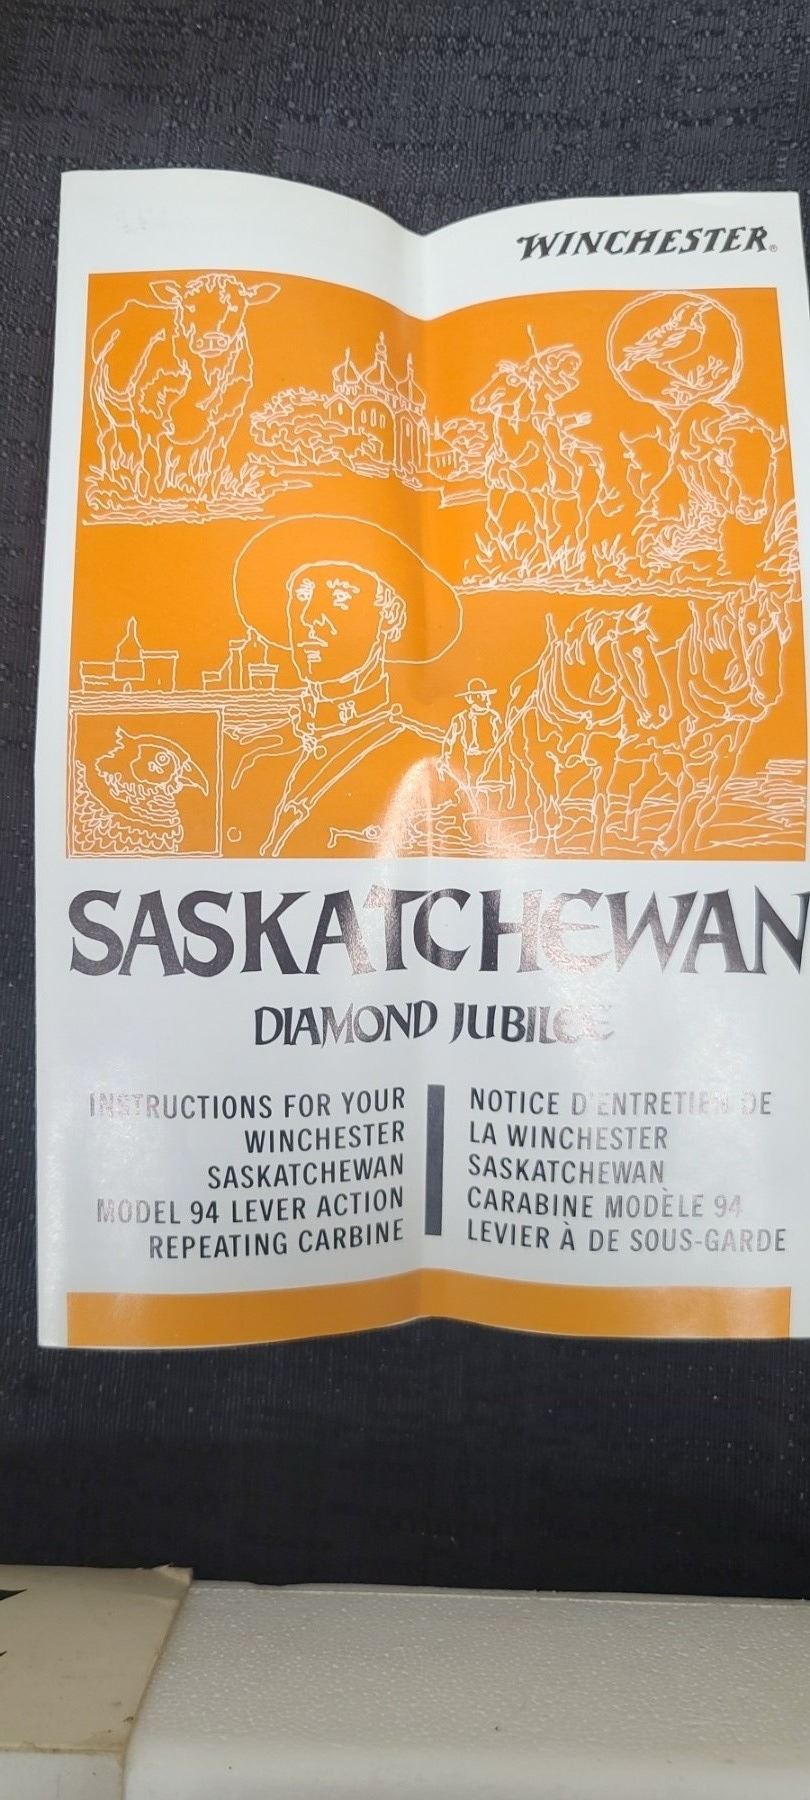 WINCHESTER®
SASKATCHEWAN
DIAMOND JUBILEE
INSTRUCTIONS FOR YOUR
WINCHESTER
SASKATCHEWAN
MODEL 94 LEVER ACTION
REPEATING CARBINE
NOTICE D'ENTRETIEN DE
LA WINCHESTER
SASKATCHEWAN
CARABINE MODÈLE 94
LEVIER À DE SOUS-GARDE